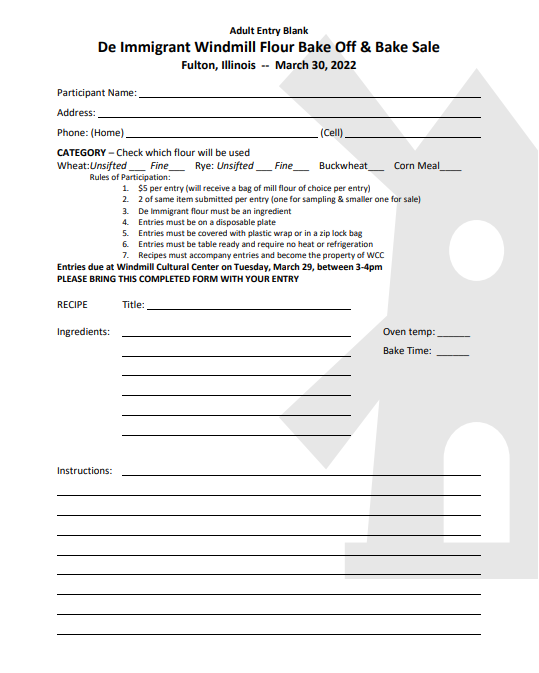 Adult Entry Blank
De Immigrant Windmill Flour Bake Off & Bake Sale
Fulton, Illinois -- March 30, 2022
Participant Name: ___
Address: ___
Phone: (Home) ___ (Cell) ___
CATEGORY – Check which flour will be used
Wheat:Unsifted ___ Fine___ Rye: Unsifted ___ Fine___ Buckwheat___ Corn Meal____
Rules of Participation:
1. $5 per entry (will receive a bag of mill flour of choice per entry)
2. 2 of same item submitted per entry (one for sampling & smaller one for sale)
3. De Immigrant flour must be an ingredient
4. Entries must be on a disposable plate
5. Entries must be covered with plastic wrap or in a zip lock bag
6. Entries must be table ready and require no heat or refrigeration
7. Recipes must accompany entries and become the property of WCC
Entries due at Windmill Cultural Center on Tuesday, March 29, between 3-4pm
PLEASE BRING THIS COMPLETED FORM WITH YOUR ENTRY
RECIPE Title: ___
Ingredients: ___ Oven temp: ______
Bake Time: ______
Instructions: ___